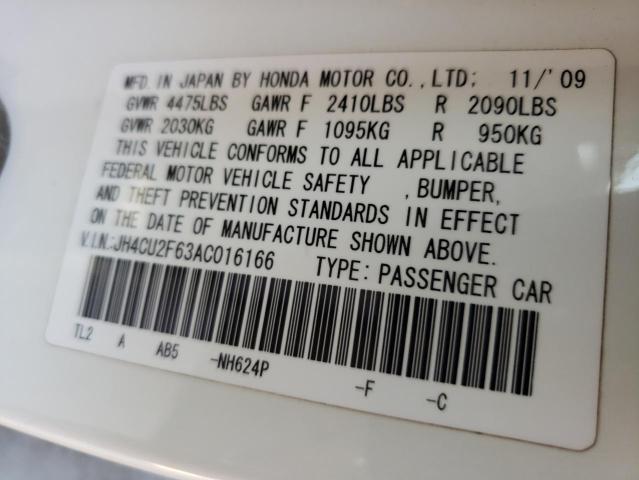 MFD. IN JAPAN BY HONDA MOTOR CO., LTD; 11/'09
GVWR 4475LBS GAWR F 2410LBS R 2090LBS
GVWR 2030KG GAWR F 1095KG R 950KG
THIS VEHICLE CONFORMS TO ALL APPLICABLE
FEDERAL MOTOR VEHICLE SAFETY , BUMPER,
AND THEFT PREVENTION STANDARDS IN EFFECT
ON THE DATE OF MANUFACTURE SHOWN ABOVE.
V.I.N.:JH4CU2F63AC016166 TYPE: PASSENGER CAR
TL2 A AB5 -NH624P -F -C